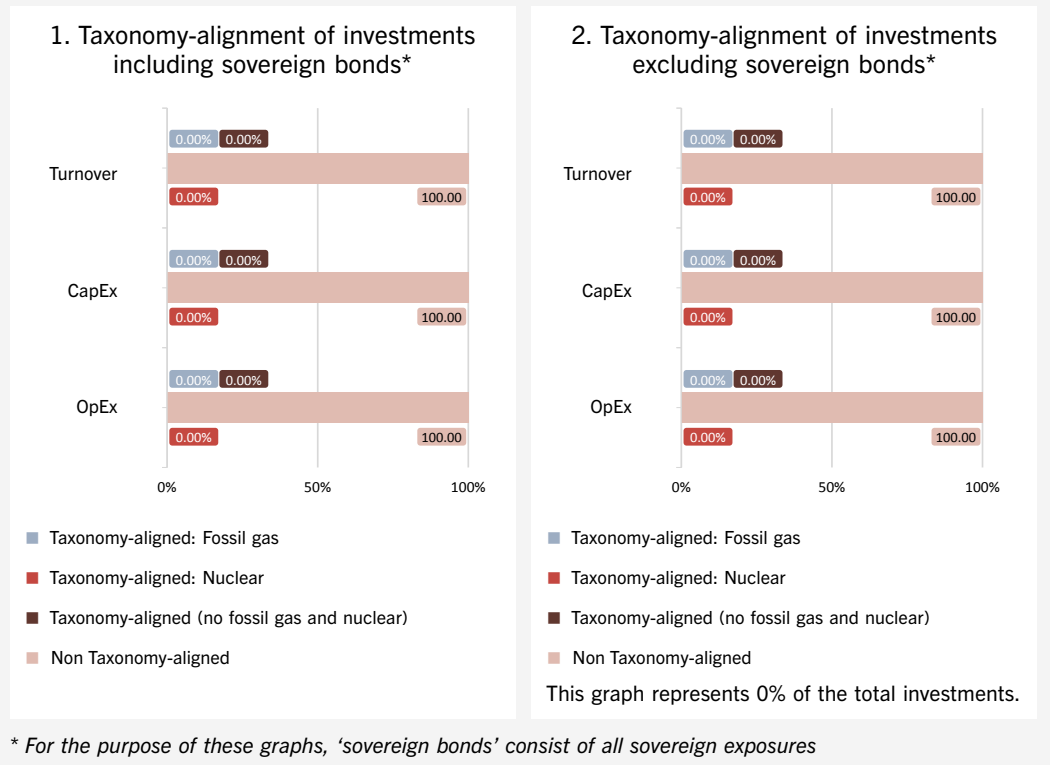 1. Taxonomy-alignment of investments
including sovereign bonds*
0.00% 0.00%
Turnover
0.00% 100.00
0.00% 0.00%
CapEx
0.00% 100.00
0.00% 0.00%
OpEx
0.00% 100.00
0% 50% 100%
Taxonomy-aligned: Fossil gas
Taxonomy-aligned: Nuclear
Taxonomy-aligned (no fossil gas and nuclear)
Non Taxonomy-aligned
2. Taxonomy-alignment of investments
excluding sovereign bonds*
0.00% 0.00%
Turnover
0.00% 100.00
0.00% 0.00%
CapEx
0.00% 100.00
0.00% 0.00%
OpEx
0.00% 100.00
0% 50% 100%
Taxonomy-aligned: Fossil gas
Taxonomy-aligned: Nuclear
Taxonomy-aligned (no fossil gas and nuclear)
Non Taxonomy-aligned
This graph represents 0% of the total investments.
* For the purpose of these graphs, ‘sovereign bonds’ consist of all sovereign exposures